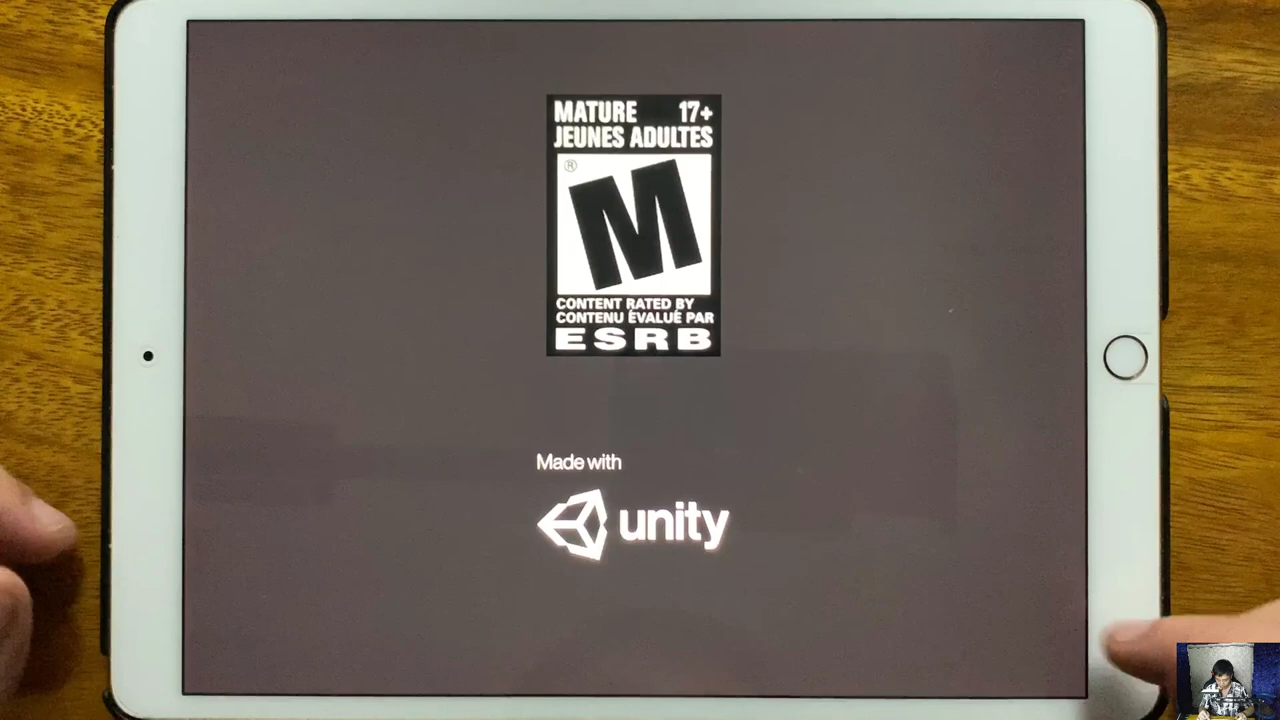 MATURE 17+
JEUNES ADULTES
®
M
CONTENT RATED BY
CONTENU ÉVALUÉ PAR
ESRB
Made with
unity